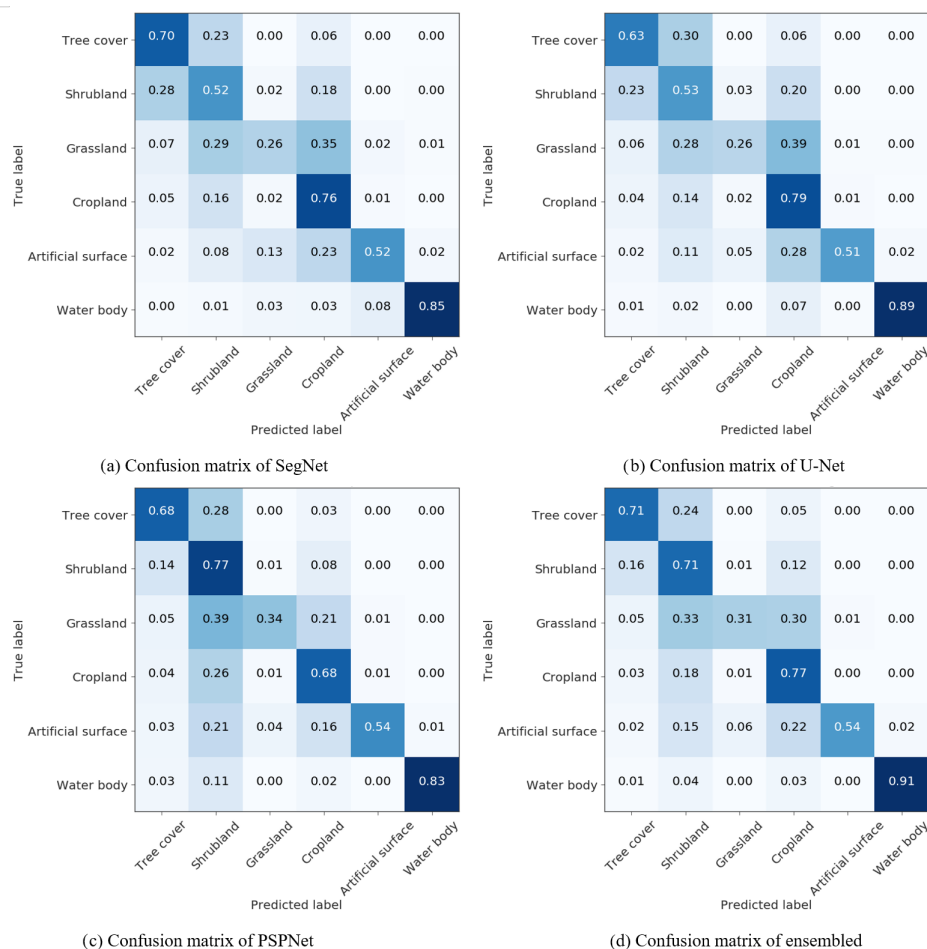 Tree cover 0.70 0.23 0.00 0.06 0.00 0.00
Shrubland 0.28 0.52 0.02 0.18 0.00 0.00
Grassland 0.07 0.29 0.26 0.35 0.02 0.01
Cropland 0.05 0.16 0.02 0.76 0.01 0.00
Artificial surface 0.02 0.08 0.13 0.23 0.52 0.02
Water body 0.00 0.01 0.03 0.03 0.08 0.85
True label
Tree cover Shrubland Grassland Cropland Artificial surface Water body
Predicted label
(a) Confusion matrix of SegNet
Tree cover 0.63 0.30 0.00 0.06 0.00 0.00
Shrubland 0.23 0.53 0.03 0.20 0.00 0.00
Grassland 0.06 0.28 0.26 0.39 0.01 0.00
Cropland 0.04 0.14 0.02 0.79 0.01 0.00
Artificial surface 0.02 0.11 0.05 0.28 0.51 0.02
Water body 0.01 0.02 0.00 0.07 0.00 0.89
True label
Tree cover Shrubland Grassland Cropland Artificial surface Water body
Predicted label
(b) Confusion matrix of U-Net
Tree cover 0.68 0.28 0.00 0.03 0.00 0.00
Shrubland 0.14 0.77 0.01 0.08 0.00 0.00
Grassland 0.05 0.39 0.34 0.21 0.01 0.00
Cropland 0.04 0.26 0.01 0.68 0.01 0.00
Artificial surface 0.03 0.21 0.04 0.16 0.54 0.01
Water body 0.03 0.11 0.00 0.02 0.00 0.83
True label
Tree cover Shrubland Grassland Cropland Artificial surface Water body
Predicted label
(c) Confusion matrix of PSPNet
Tree cover 0.71 0.24 0.00 0.05 0.00 0.00
Shrubland 0.16 0.71 0.01 0.12 0.00 0.00
Grassland 0.05 0.33 0.31 0.30 0.01 0.00
Cropland 0.03 0.18 0.01 0.77 0.00 0.00
Artificial surface 0.02 0.15 0.06 0.22 0.54 0.02
Water body 0.01 0.04 0.00 0.03 0.00 0.91
True label
Tree cover Shrubland Grassland Cropland Artificial surface Water body
Predicted label
(d) Confusion matrix of ensembled